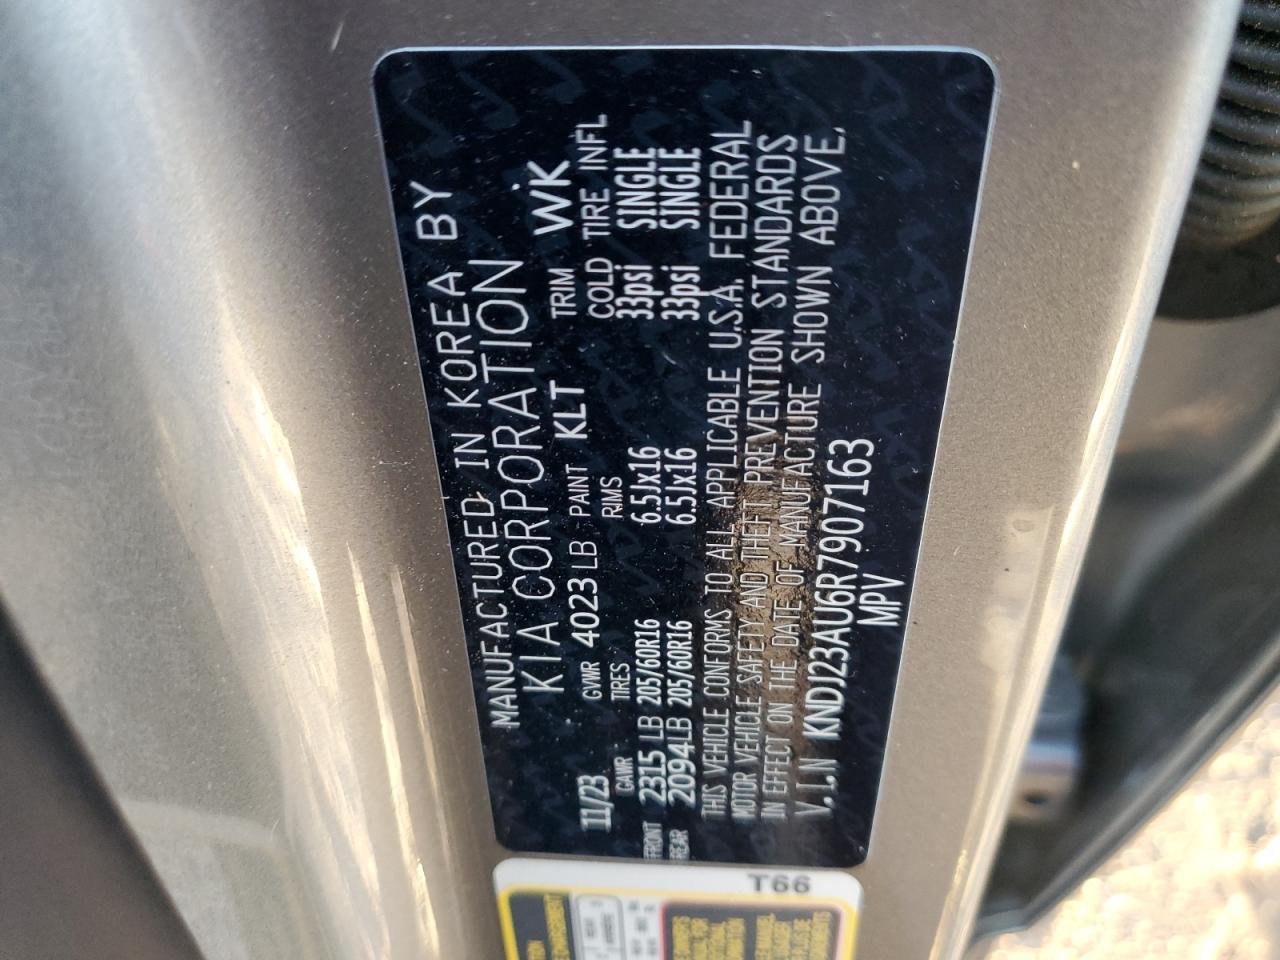 MANUFACTURED IN KOREA BY
KIA CORPORATION
11/23 GVWR 4023 LB PAINT KLT TRIM WK
GAWR TIRES RIMS COLD TIRE INFL
FRONT 2315 LB 205/60R16 6.5Jx16 33psi SINGLE
REAR 2094LB 205/60R16 6.5Jx16 33psi SINGLE
THIS VEHICLE CONFORMS TO ALL APPLICABLE U.S.A. FEDERAL
MOTOR VEHICLE SAFETY AND THEFT PREVENTION STANDARDS
IN EFFECT ON THE DATE OF MANUFACTURE SHOWN ABOVE.
V.I.N KNDJ23AU6R7907163
MPV
T66